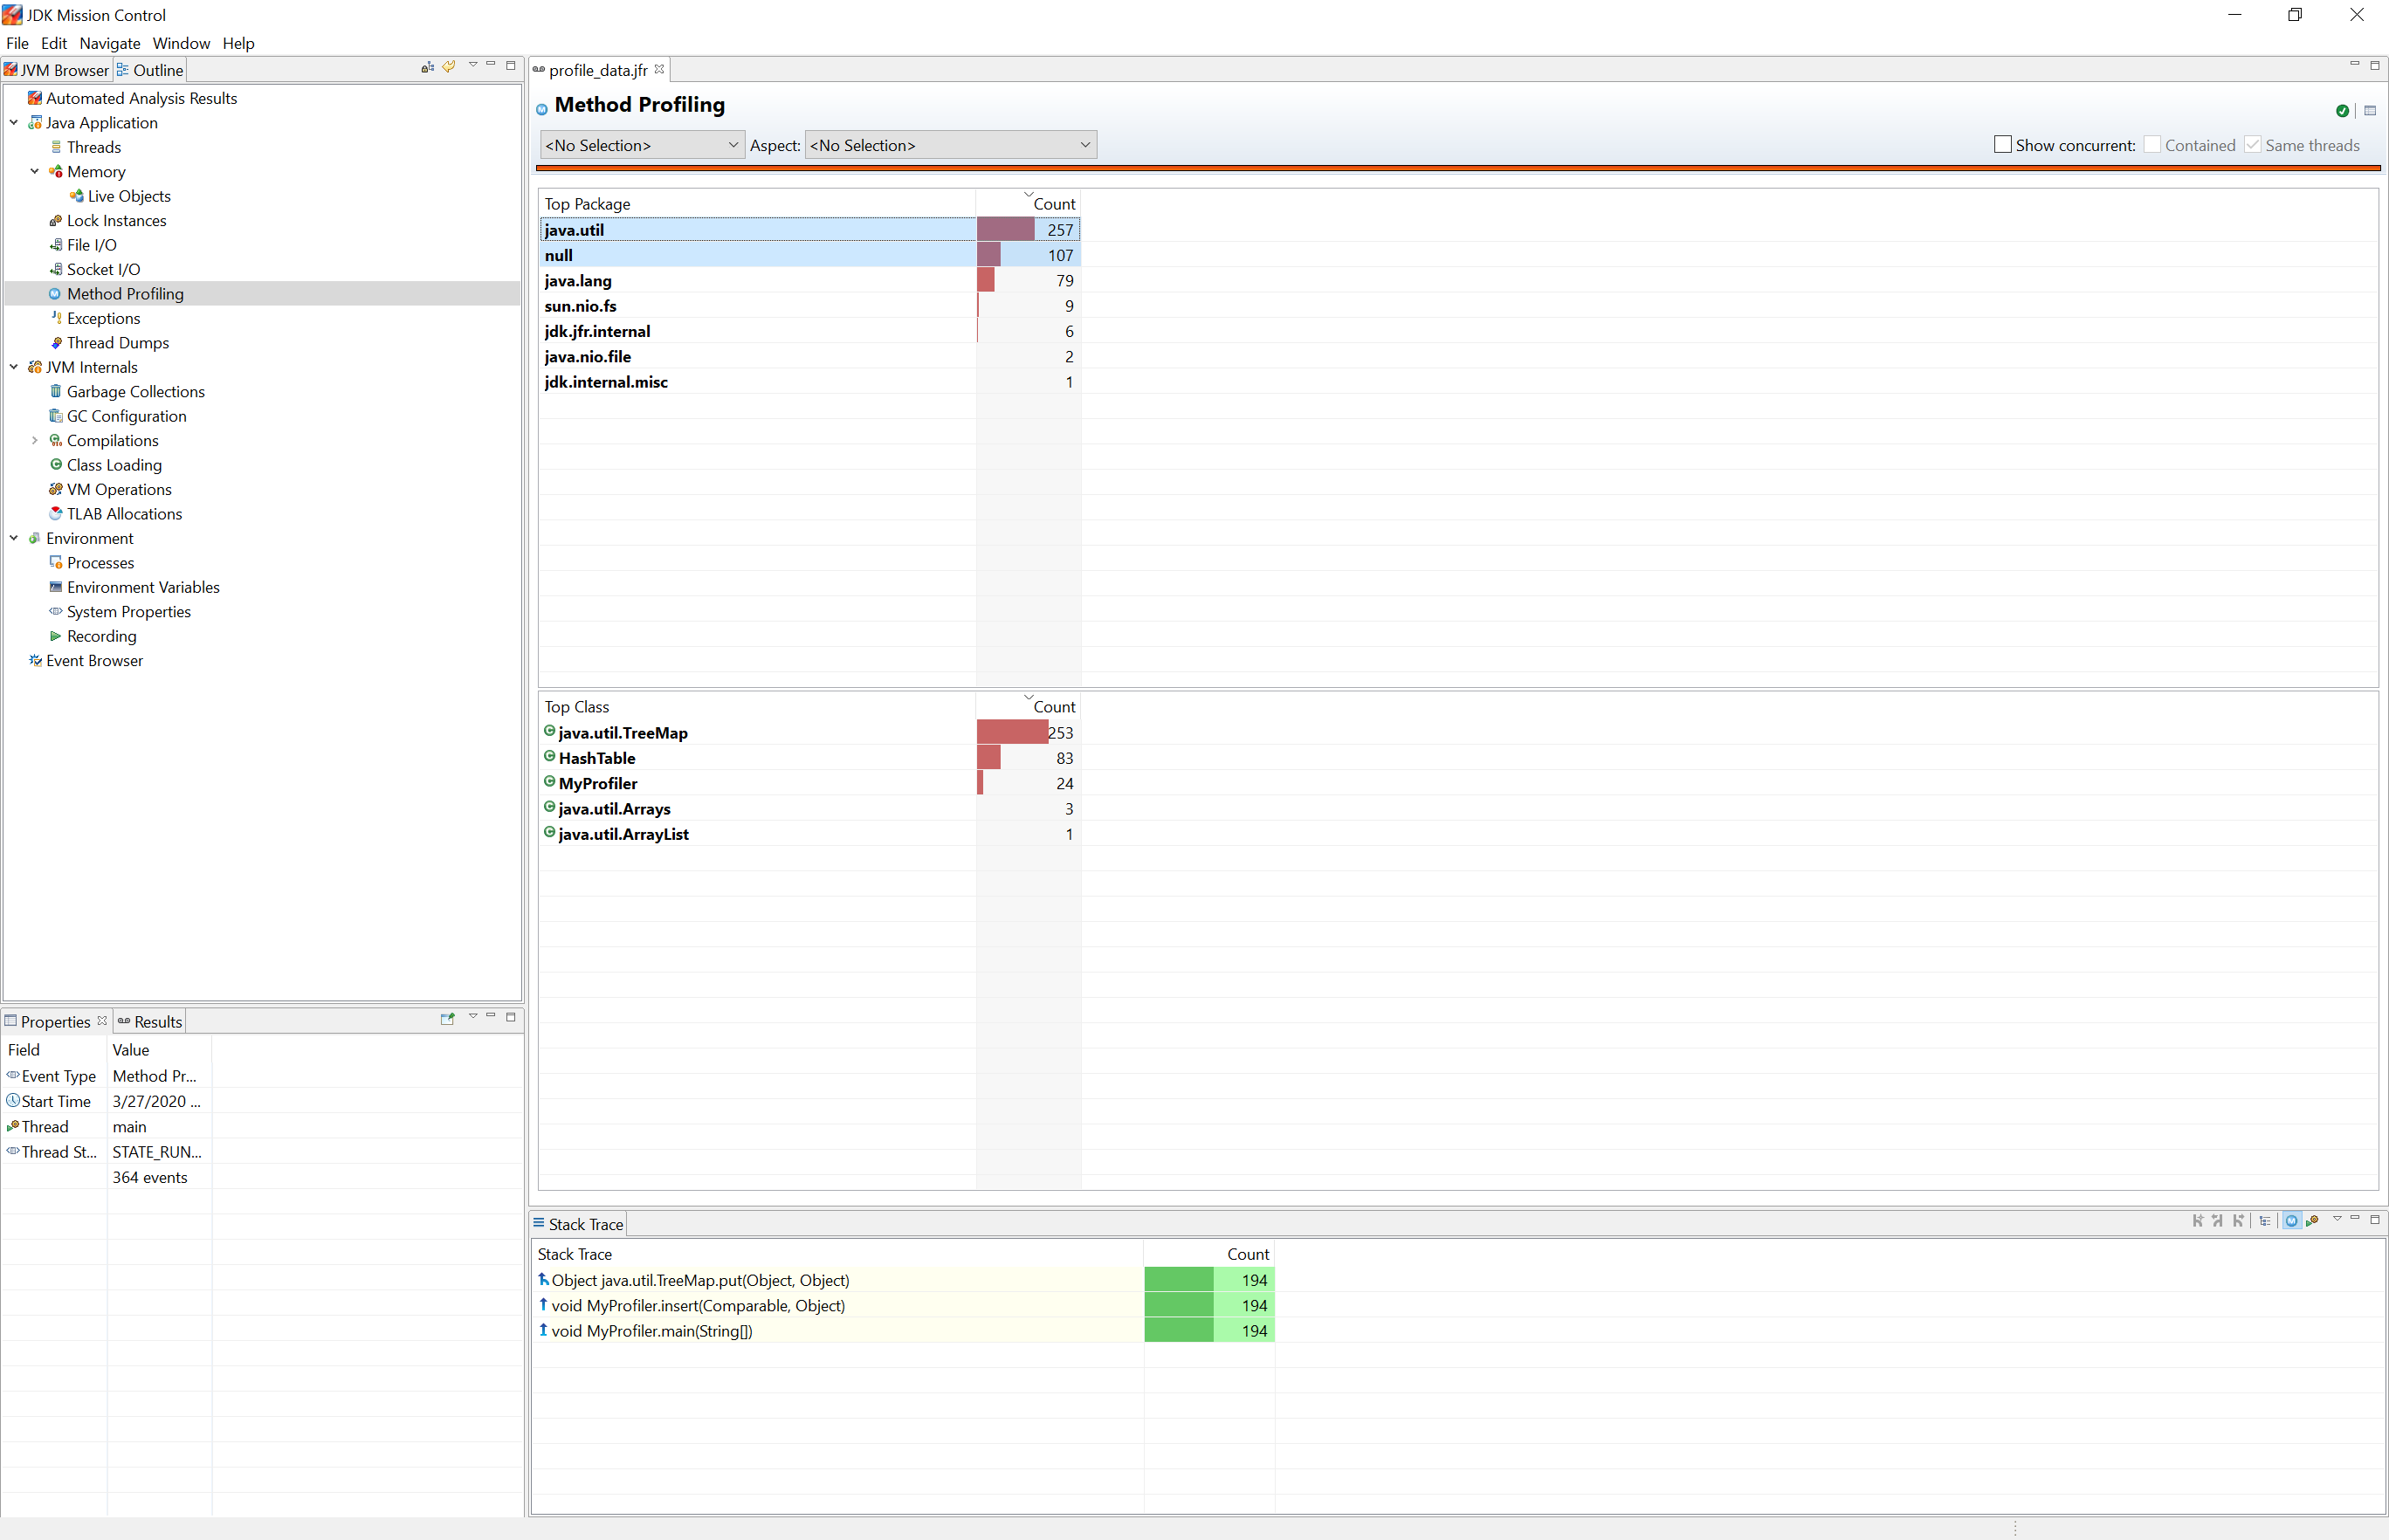 JDK Mission Control
File Edit Navigate Window Help
JVM Browser Outline
Automated Analysis Results
Java Application
Threads
Memory
Live Objects
Lock Instances
File I/O
Socket I/O
Method Profiling
Exceptions
Thread Dumps
JVM Internals
Garbage Collections
GC Configuration
Compilations
Class Loading
VM Operations
TLAB Allocations
Environment
Processes
Environment Variables
System Properties
Recording
Event Browser
Properties Results
Field Value
Event Type Method Pr...
Start Time 3/27/2020 ...
Thread main
Thread St... STATE_RUN...
364 events
profile_data.jfr
Method Profiling
<No Selection> Aspect: <No Selection> Show concurrent: Contained Same threads
Top Package Count
java.util 257
null 107
java.lang 79
sun.nio.fs 9
jdk.jfr.internal 6
java.nio.file 2
jdk.internal.misc 1
Top Class Count
java.util.TreeMap 253
HashTable 83
MyProfiler 24
java.util.Arrays 3
java.util.ArrayList 1
Stack Trace
Stack Trace Count
Object java.util.TreeMap.put(Object, Object) 194
void MyProfiler.insert(Comparable, Object) 194
void MyProfiler.main(String[]) 194